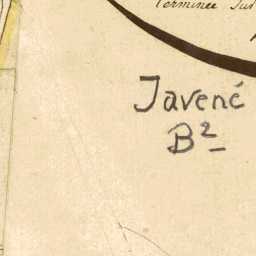 Terminée Sur
Javené
B²